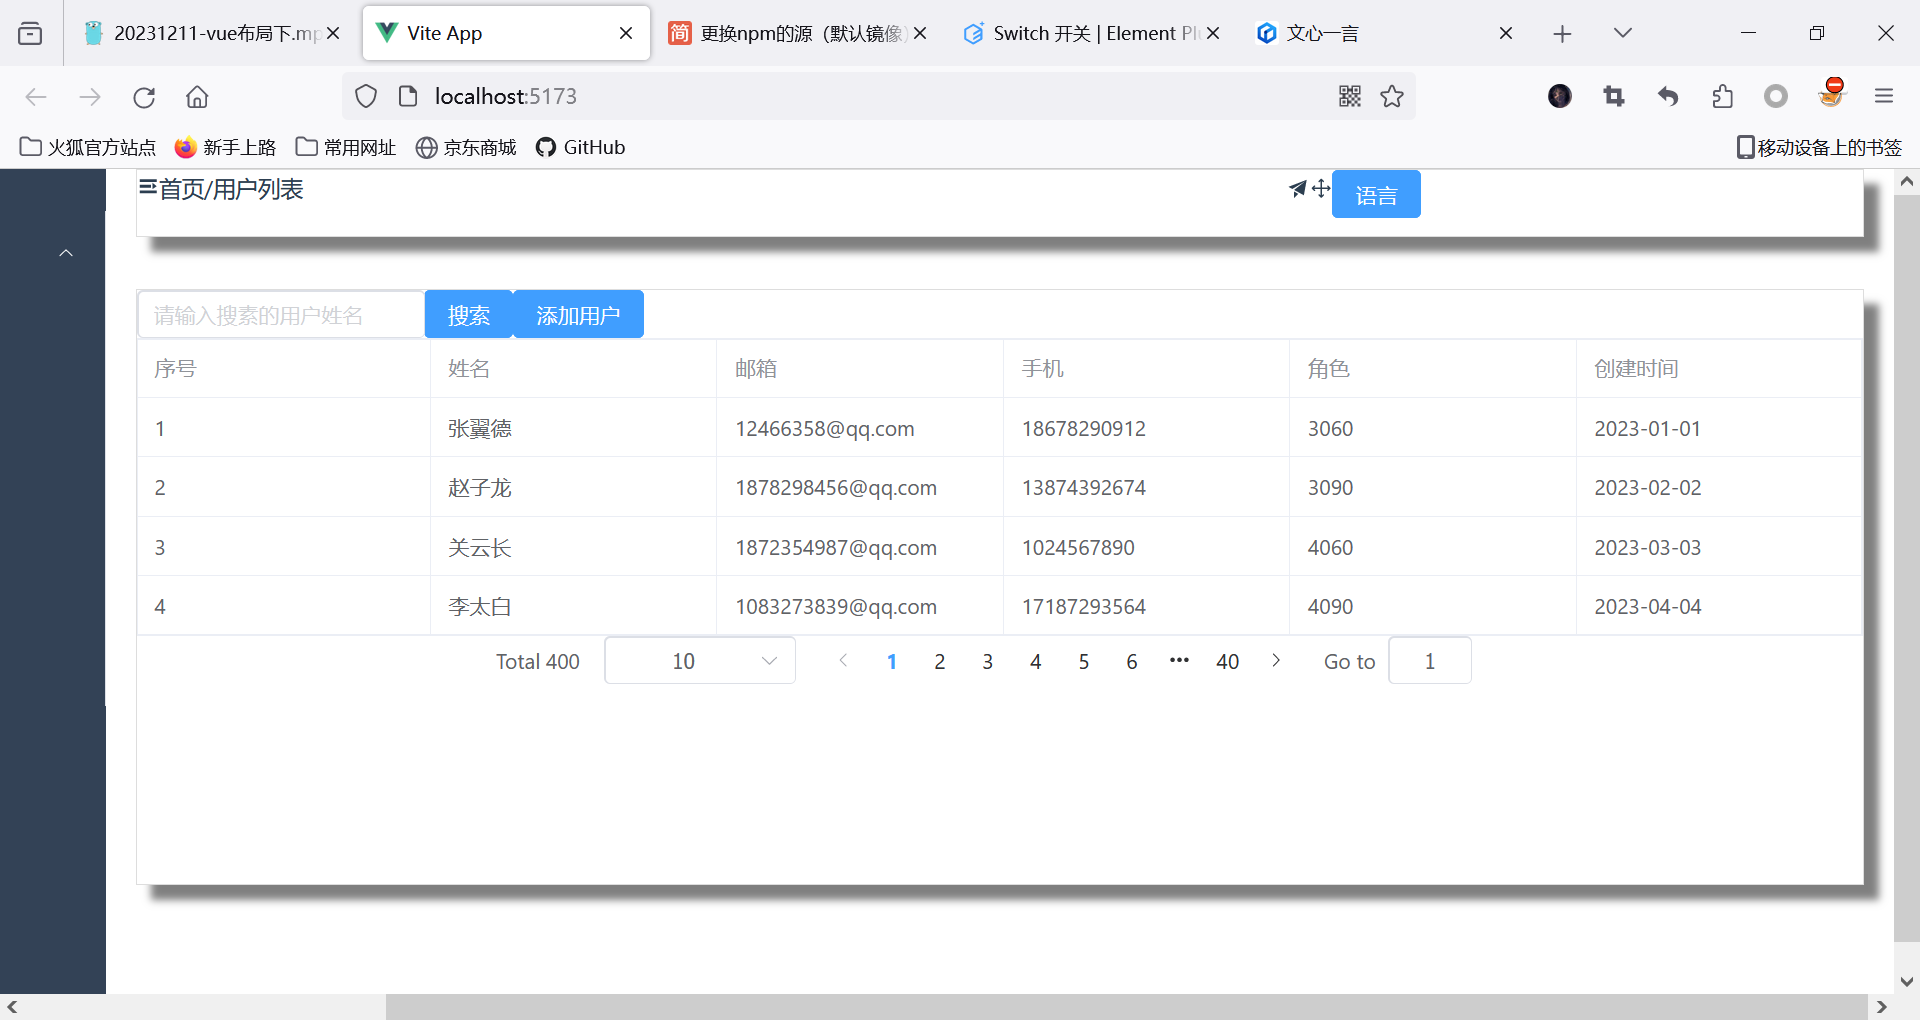 20231211-vue布局下.mp
Vite App
简 更换npm的源（默认镜像）
Switch 开关 | Element Pl
文心一言
localhost:5173
火狐官方站点 新手上路 常用网址 京东商城 GitHub 移动设备上的书签
首页/用户列表 语言
请输入搜素的用户姓名 搜索 添加用户
序号 姓名 邮箱 手机 角色 创建时间
1 张翼德 12466358@qq.com 18678290912 3060 2023-01-01
2 赵子龙 1878298456@qq.com 13874392674 3090 2023-02-02
3 关云长 1872354987@qq.com 1024567890 4060 2023-03-03
4 李太白 1083273839@qq.com 17187293564 4090 2023-04-04
Total 400 10 1 2 3 4 5 6 ••• 40 Go to 1